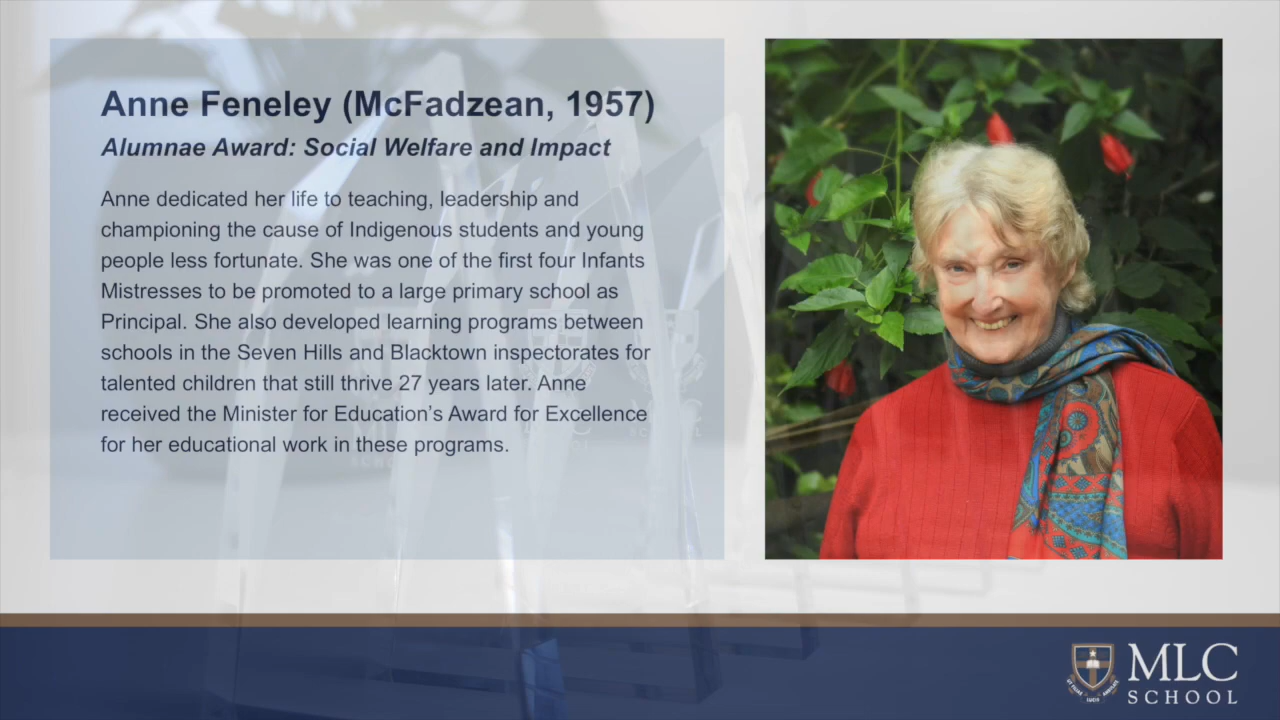 Anne Feneley (McFadzean, 1957)
Alumnae Award: Social Welfare and Impact
Anne dedicated her life to teaching, leadership and
championing the cause of Indigenous students and young
people less fortunate. She was one of the first four Infants
Mistresses to be promoted to a large primary school as
Principal. She also developed learning programs between
schools in the Seven Hills and Blacktown inspectorates for
talented children that still thrive 27 years later. Anne
received the Minister for Education’s Award for Excellence
for her educational work in these programs.
MLC
SCHOOL